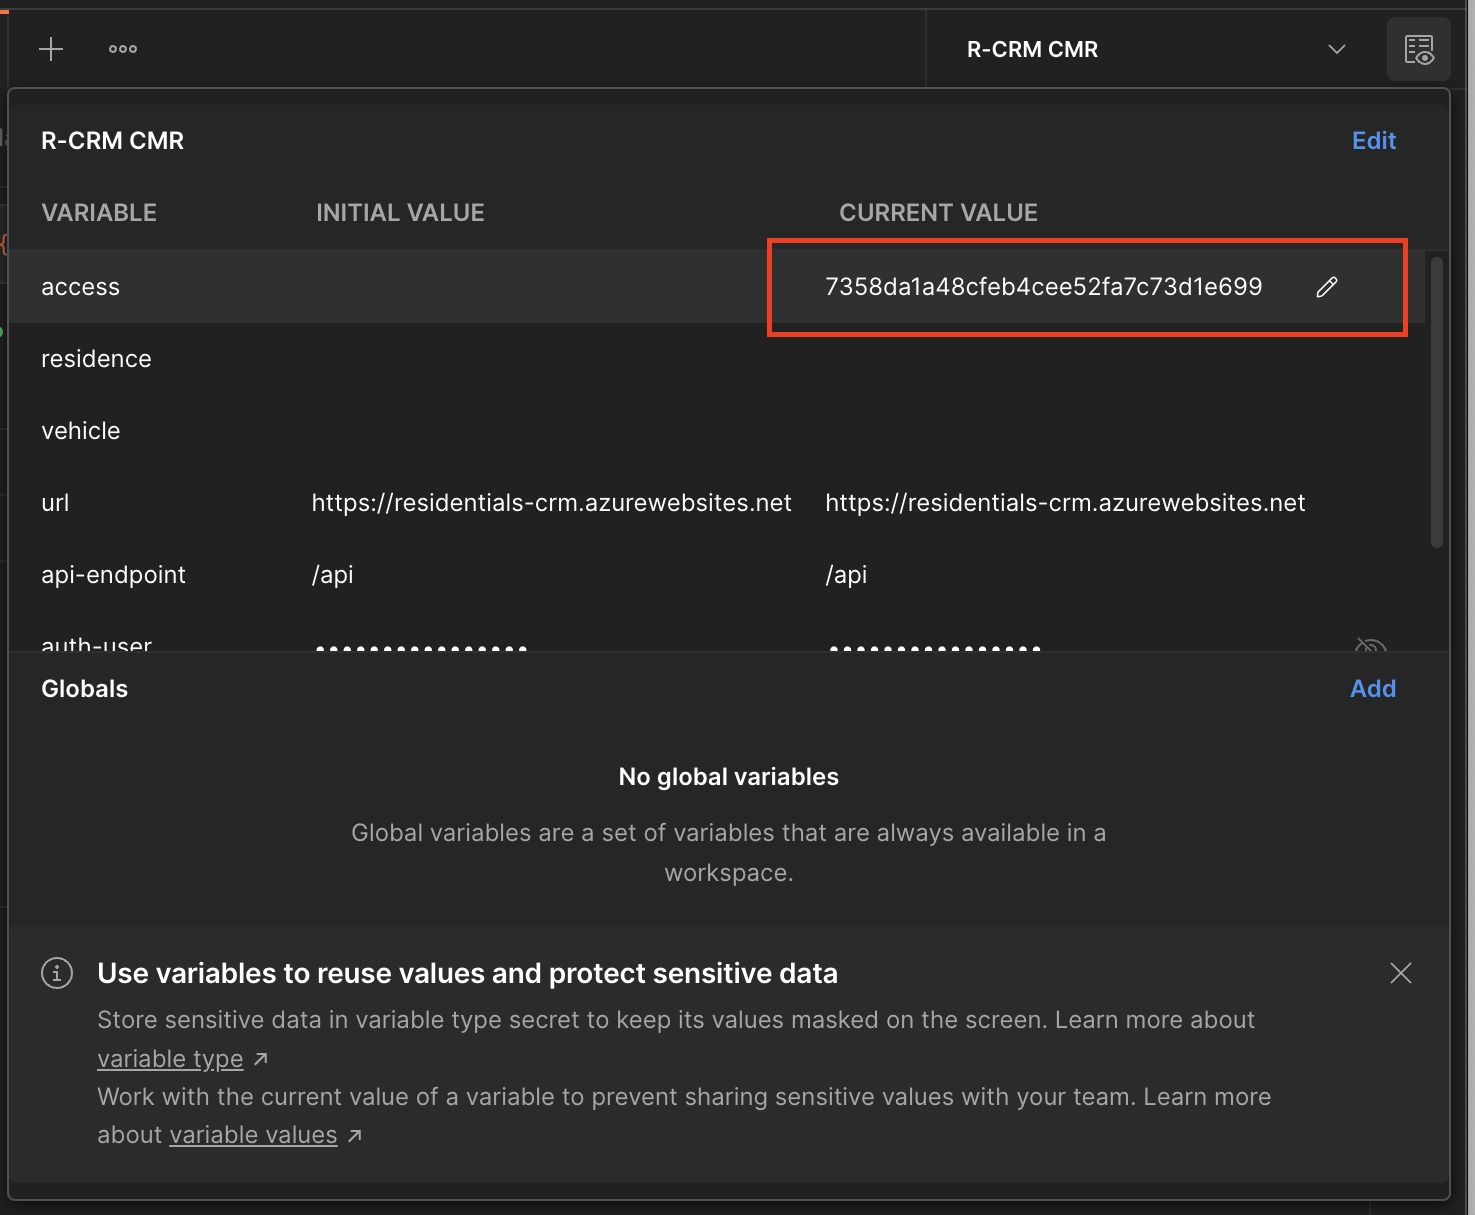 R-CRM CMR
R-CRM CMR Edit
VARIABLE INITIAL VALUE CURRENT VALUE
access 7358da1a48cfeb4cee52fa7c73d1e699
residence
vehicle
url https://residentials-crm.azurewebsites.net https://residentials-crm.azurewebsites.net
api-endpoint /api /api
auth-user
Globals Add
No global variables
Global variables are a set of variables that are always available in a
workspace.
Use variables to reuse values and protect sensitive data
Store sensitive data in variable type secret to keep its values masked on the screen. Learn more about
variable type ↗
Work with the current value of a variable to prevent sharing sensitive values with your team. Learn more
about variable values ↗